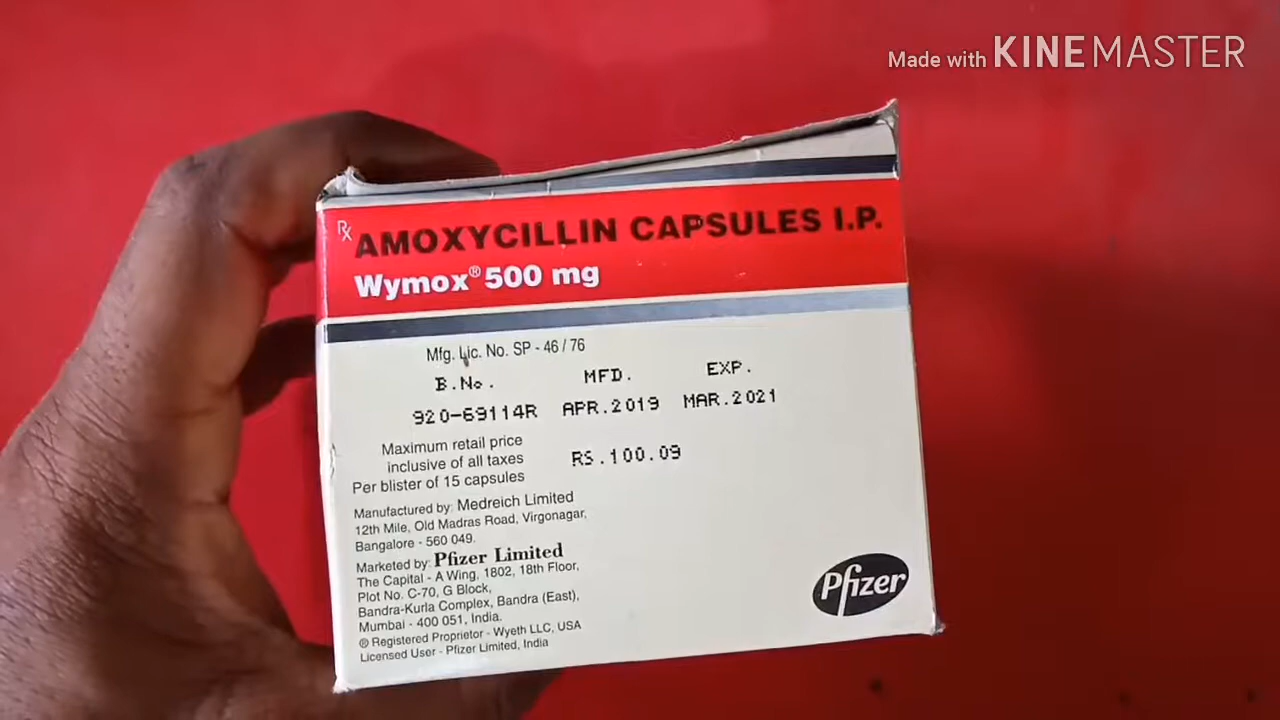 Made with KINEMASTER
Rx AMOXYCILLIN CAPSULES I.P.
Wymox® 500 mg
Mfg. Lic. No. SP - 46 / 76
B.No. MFD. EXP.
920-69114R APR.2019 MAR.2021
Maximum retail price
inclusive of all taxes RS.100.09
Per blister of 15 capsules
Manufactured by: Medreich Limited
12th Mile, Old Madras Road, Virgonagar,
Bangalore - 560 049.
Marketed by: Pfizer Limited
The Capital - A Wing, 1802, 18th Floor,
Plot No. C-70, G Block,
Bandra-Kurla Complex, Bandra (East),
Mumbai - 400 051, India.
® Registered Proprietor - Wyeth LLC, USA
Licensed User - Pfizer Limited, India
Pfizer